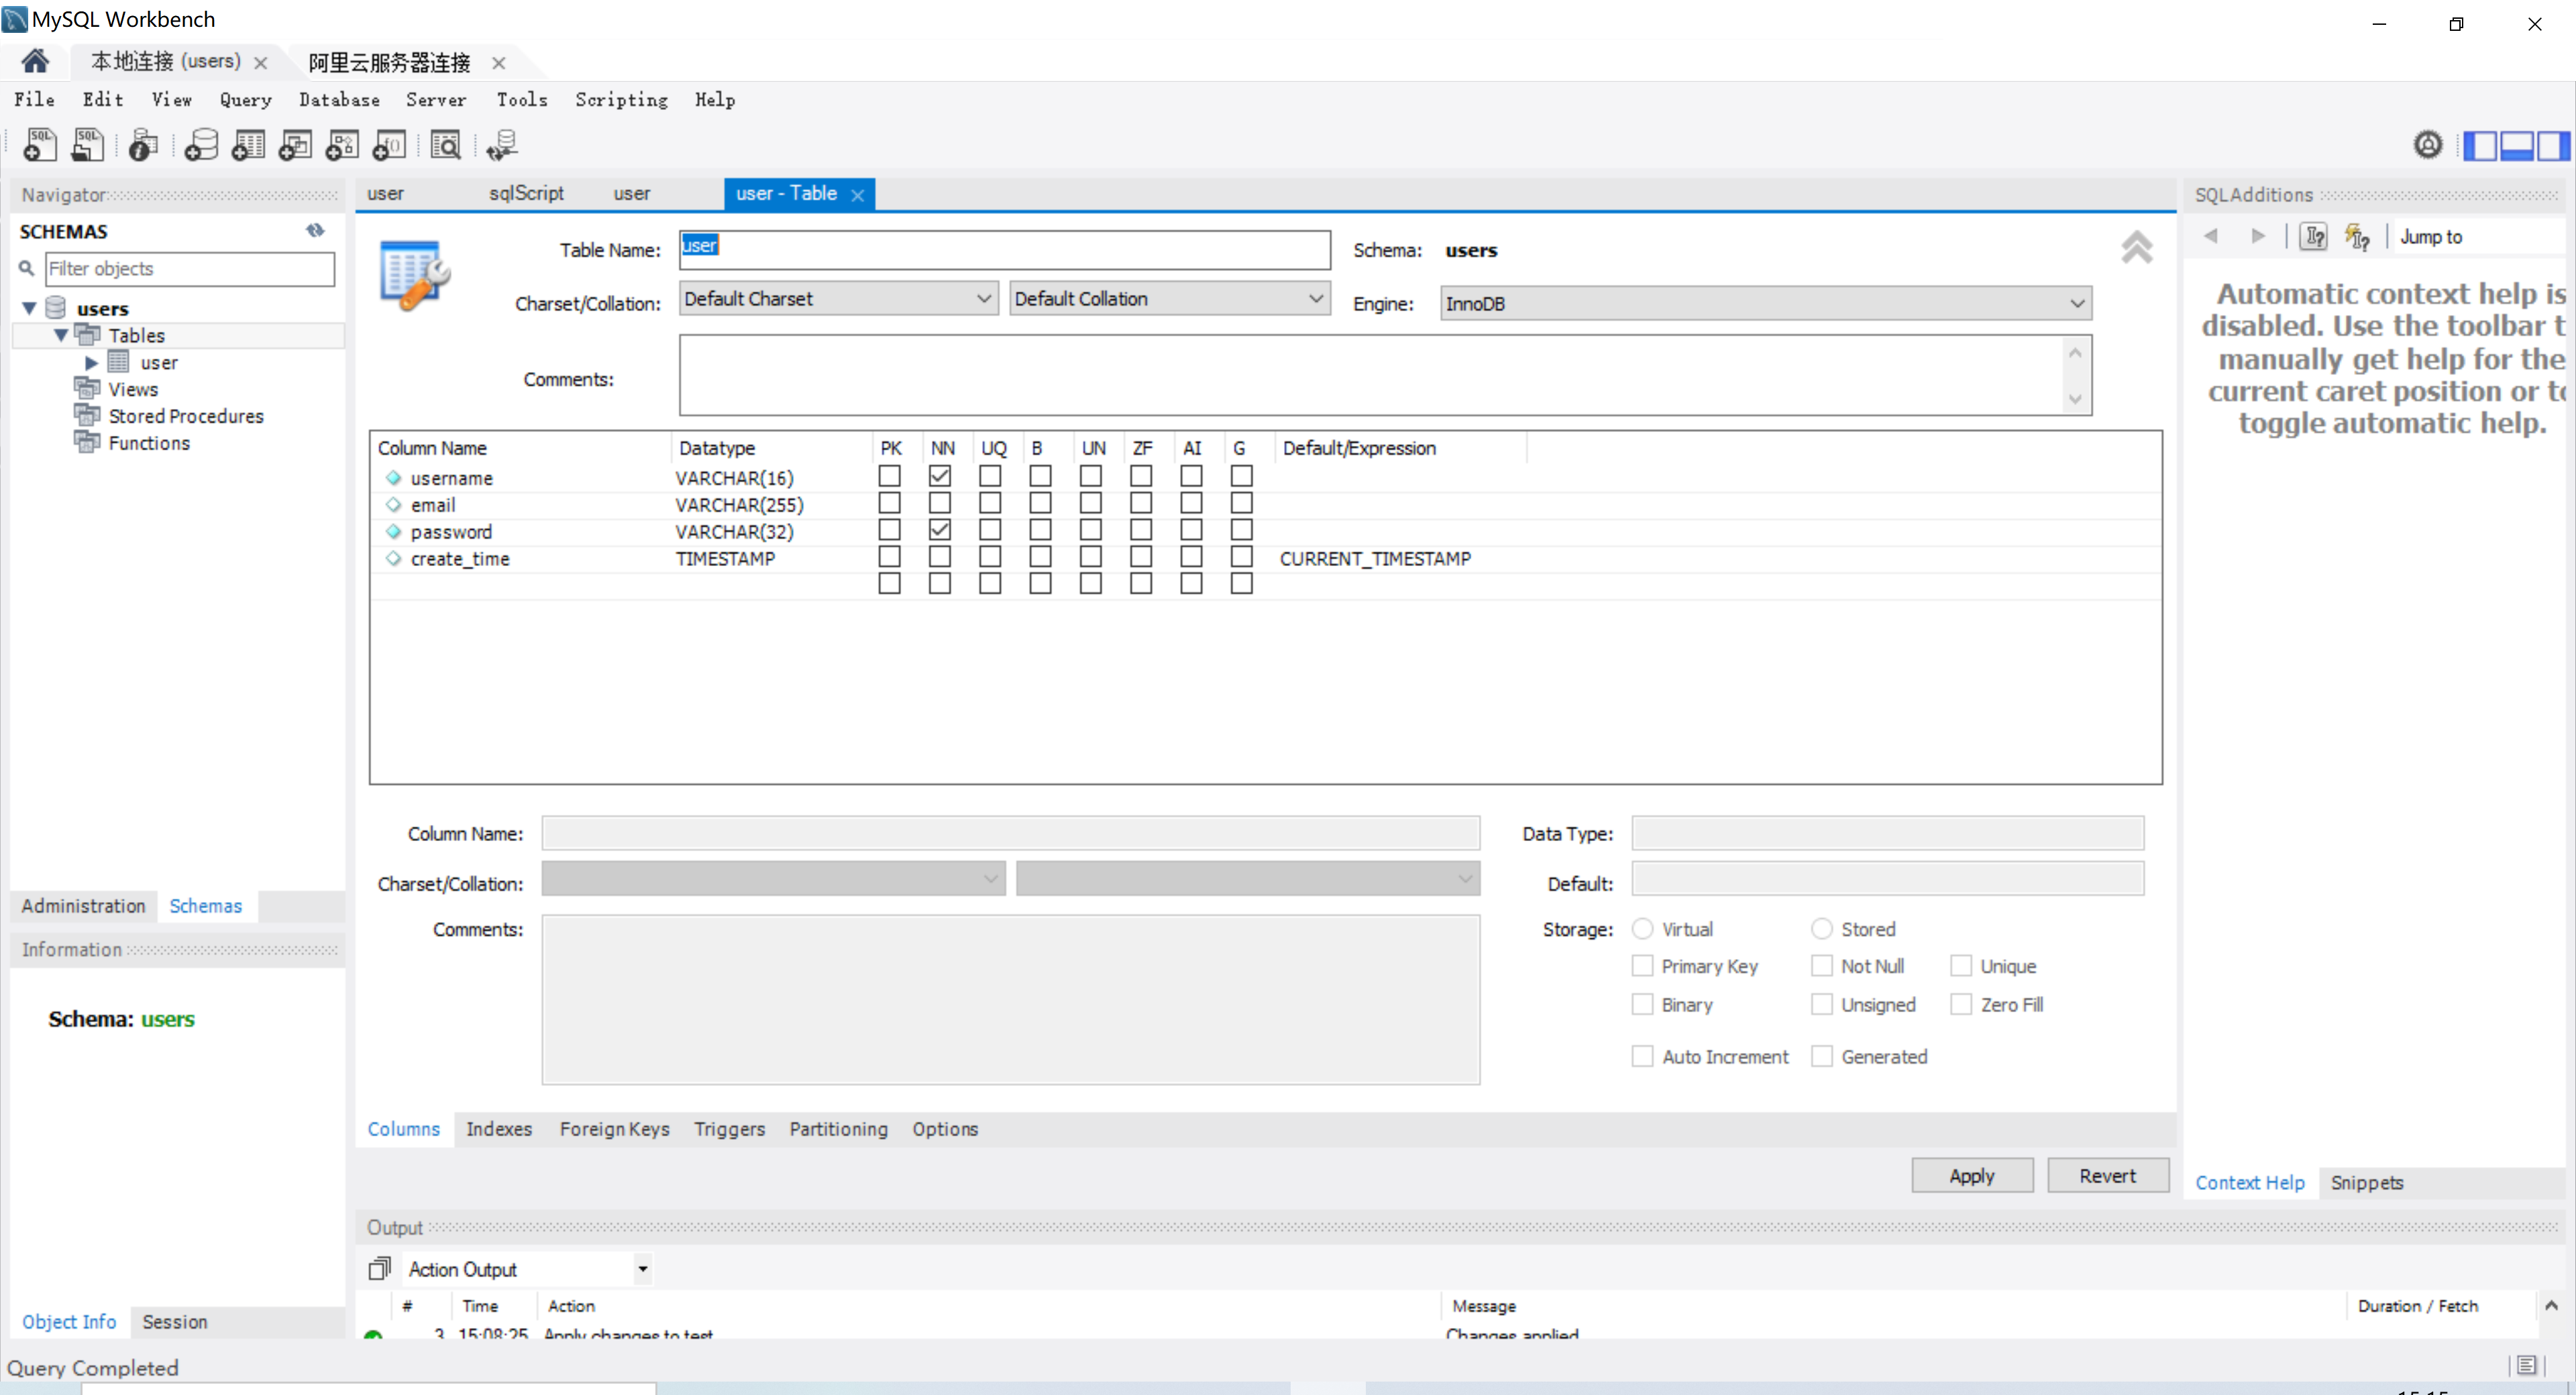 MySQL Workbench
本地连接 (users)
阿里云服务器连接
File Edit View Query Database Server Tools Scripting Help
Navigator
SCHEMAS
Filter objects
users
Tables
user
Views
Stored Procedures
Functions
Administration Schemas
Information
Schema: users
Object Info Session
user sqlScript user user - Table
Table Name: user Schema: users
Charset/Collation: Default Charset Default Collation Engine: InnoDB
Comments:
Column Name Datatype PK NN UQ B UN ZF AI G Default/Expression
username VARCHAR(16)
email VARCHAR(255)
password VARCHAR(32)
create_time TIMESTAMP CURRENT_TIMESTAMP
Column Name: Data Type:
Charset/Collation: Default:
Comments: Storage: Virtual Stored
Primary Key Not Null Unique
Binary Unsigned Zero Fill
Auto Increment Generated
Columns Indexes Foreign Keys Triggers Partitioning Options
Apply Revert
SQLAdditions
Jump to
Automatic context help is
disabled. Use the toolbar t
manually get help for the
current caret position or to
toggle automatic help.
Context Help Snippets
Output
Action Output
# Time Action Message Duration / Fetch
3 15:08:25 Apply changes to test Changes applied
Query Completed